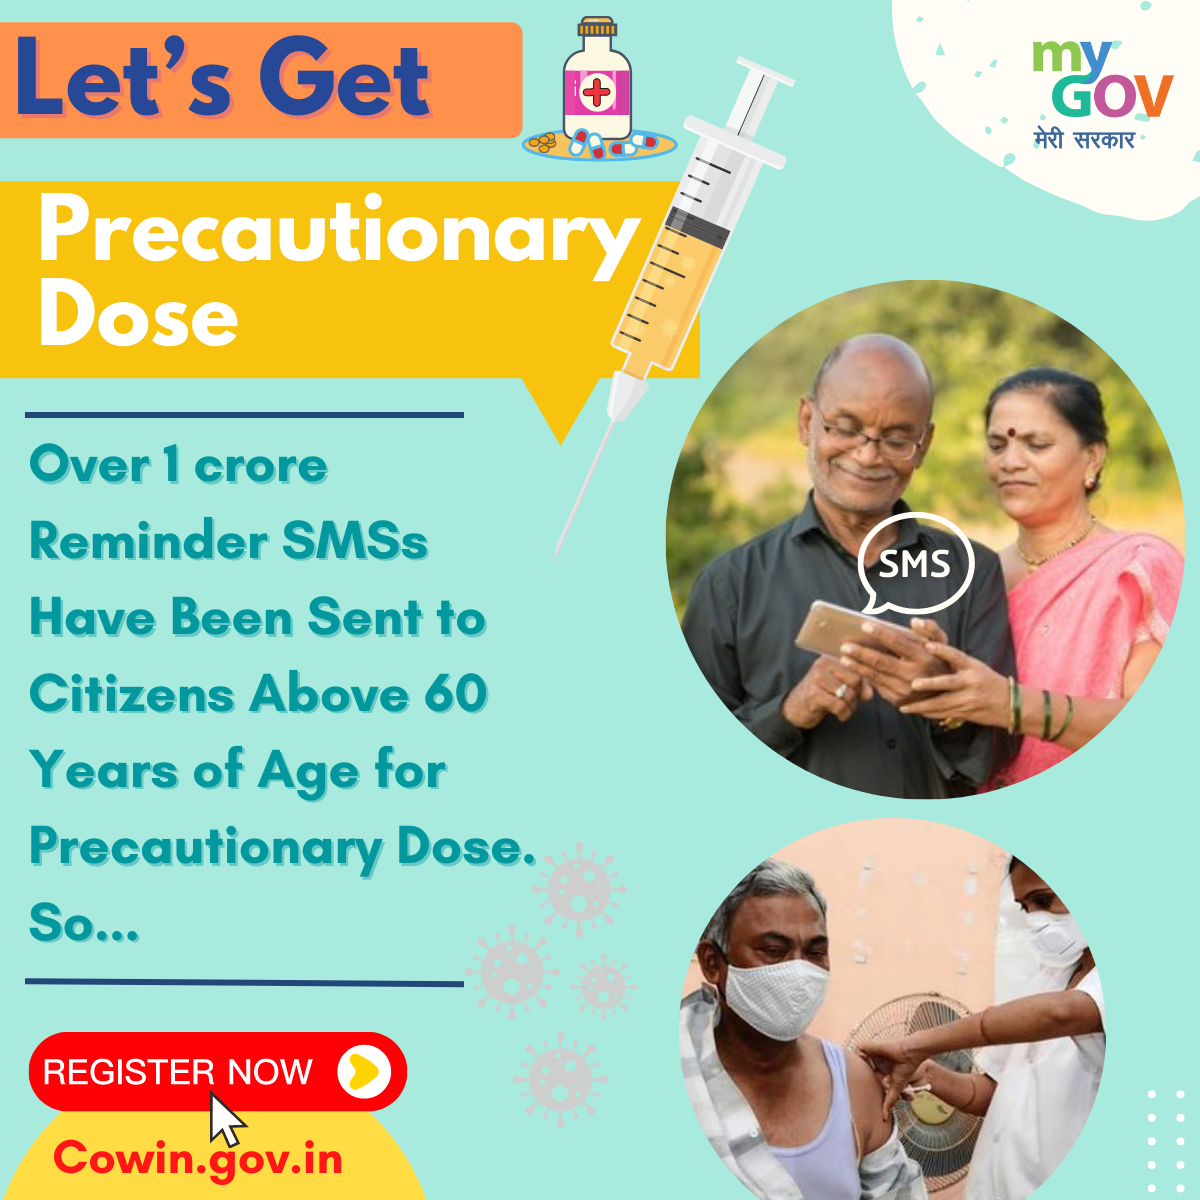 Let's Get
my
GOV
मेरी सरकार
Precautionary
Dose
Over 1 crore
Reminder SMSs
Have Been Sent to
Citizens Above 60
Years of Age for
Precautionary Dose.
So...
SMS
REGISTER NOW
Cowin.gov.in